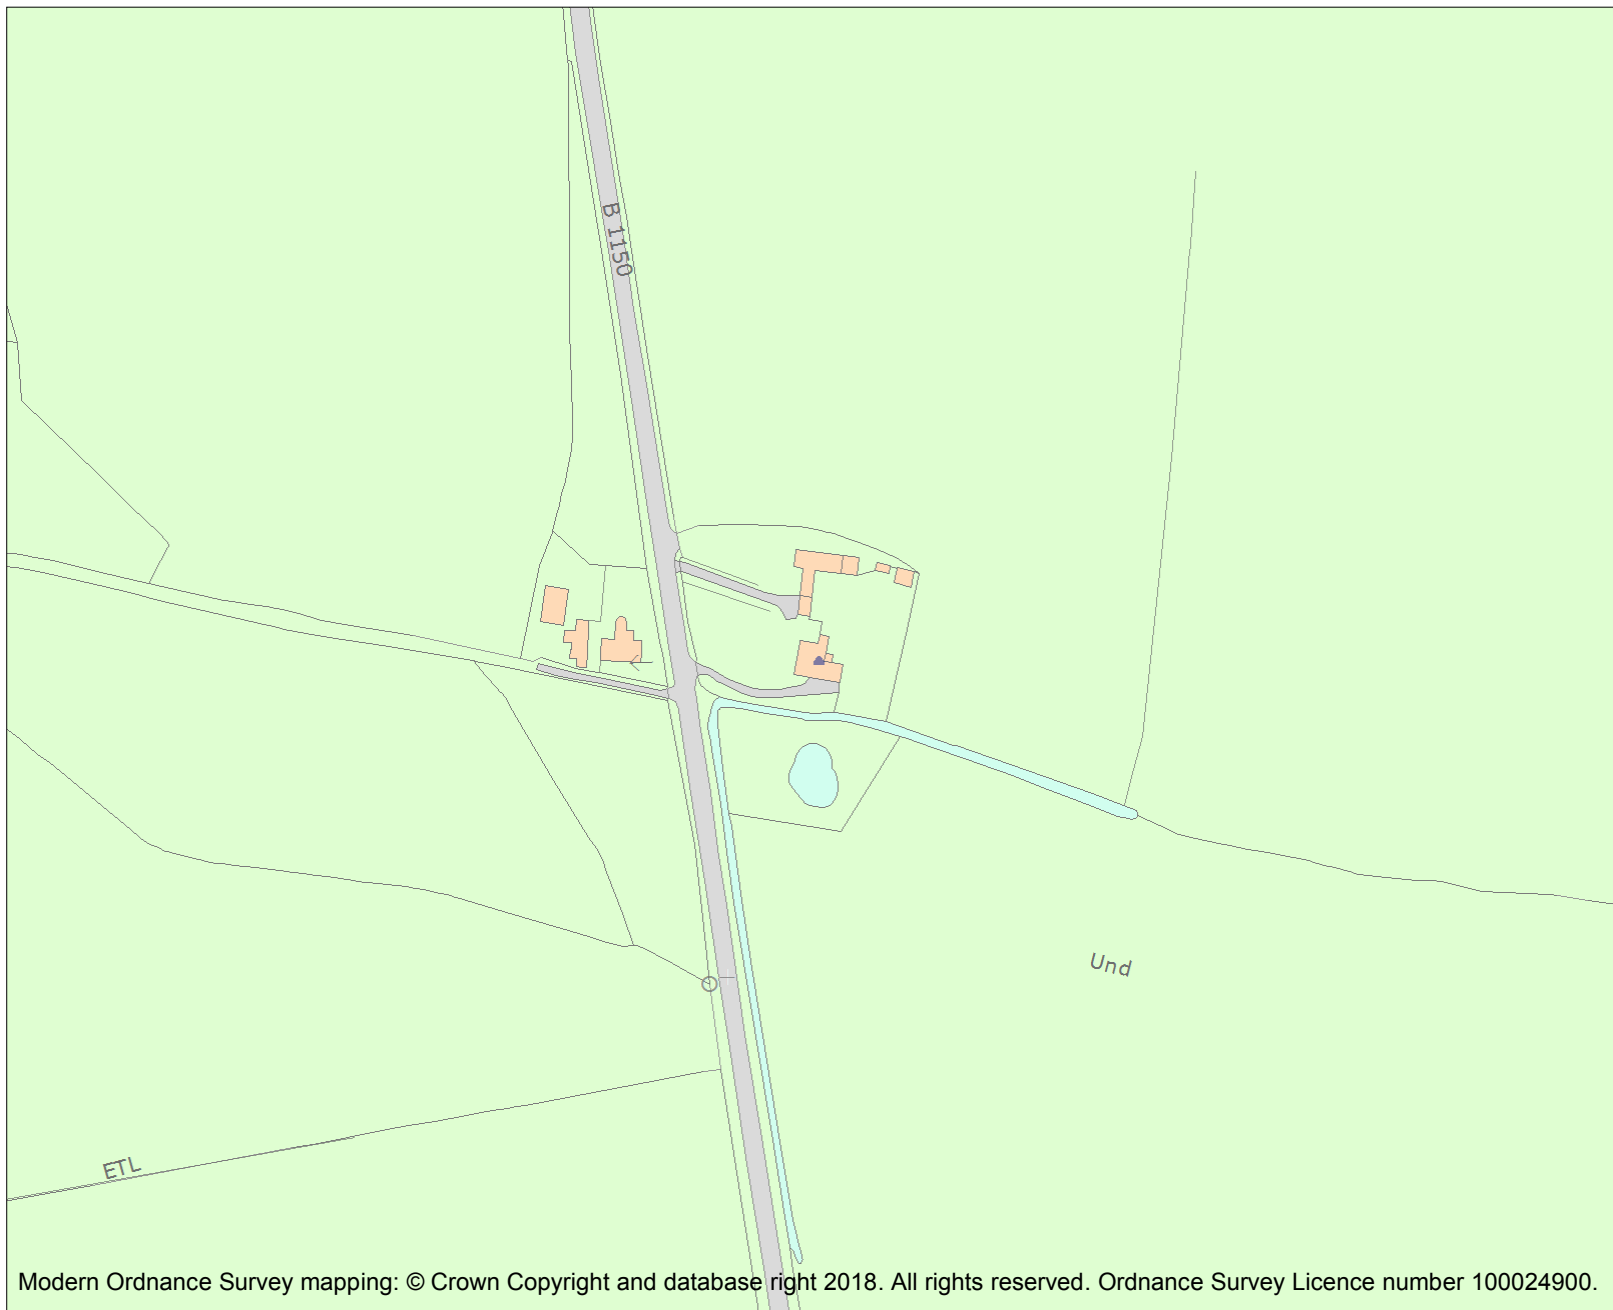 B 1150
Und
ETL
Modern Ordnance Survey mapping: © Crown Copyright and database right 2018. All rights reserved. Ordnance Survey Licence number 100024900.